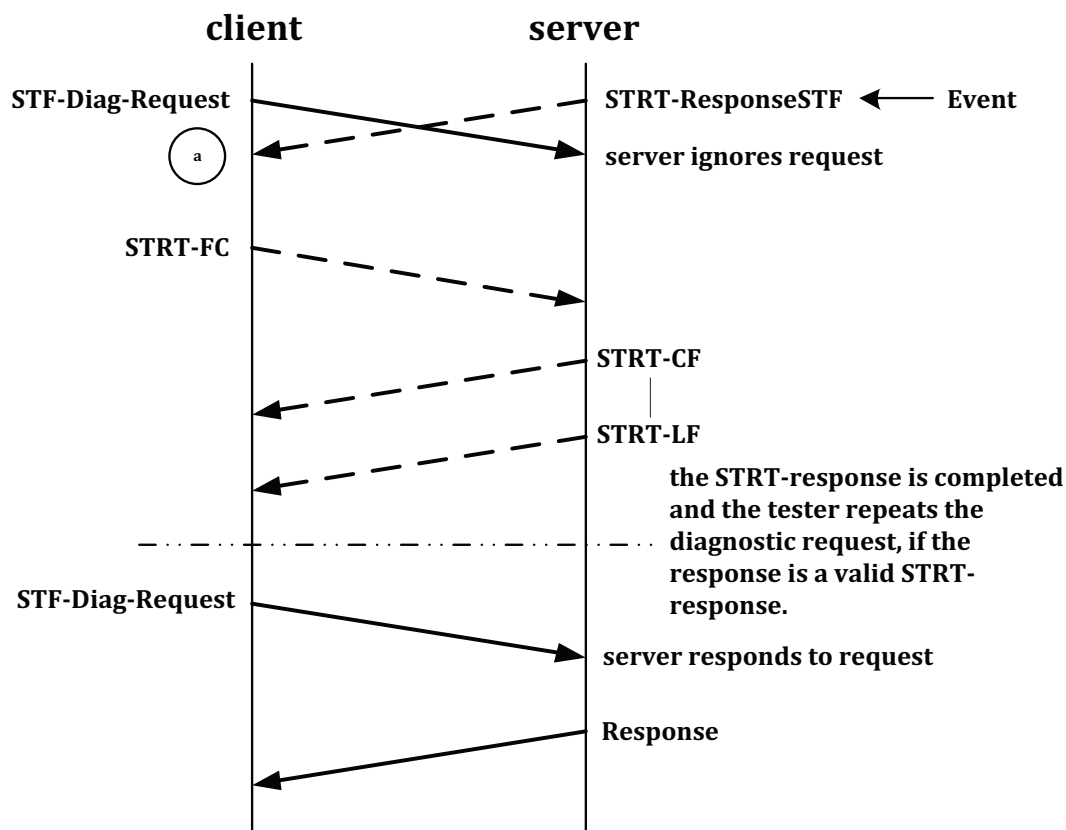 client
server
STF-Diag-Request
STRT-ResponseSTF
Event
a
server ignores request
STRT-FC
STRT-CF
STRT-LF
the STRT-response is completed
and the tester repeats the
diagnostic request, if the
response is a valid STRT-
response.
STF-Diag-Request
server responds to request
Response